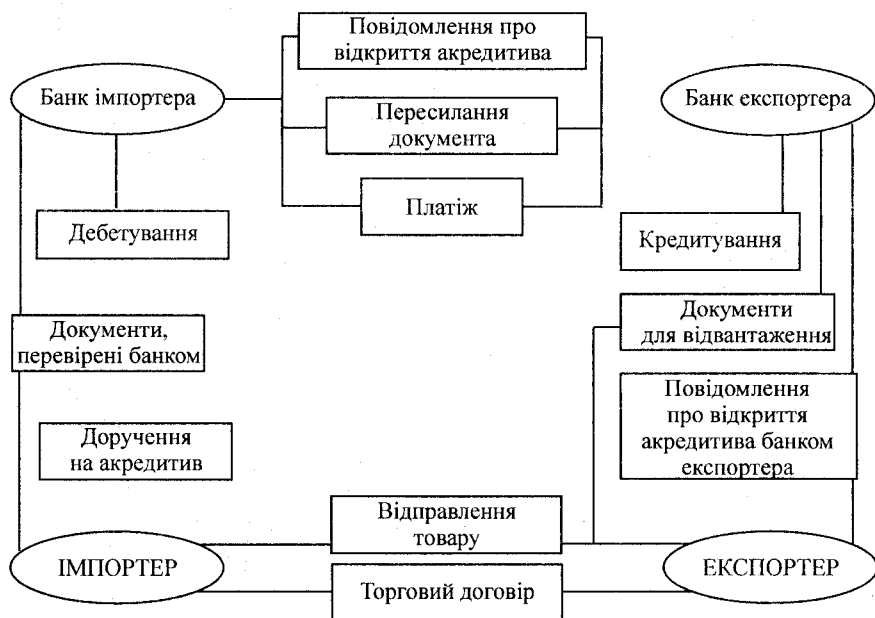 Повідомлення про
відкриття акредитива
Банк імпортера
Пересилання
документа
Банк експортера
Платіж
Дебетування
Кредитування
Документи,
перевірені банком
Документи
для відвантаження
Доручення
на акредитив
Повідомлення
про відкриття
акредитива банком
експортера
Відправлення
товару
ІМПОРТЕР
Торговий договір
ЕКСПОРТЕР